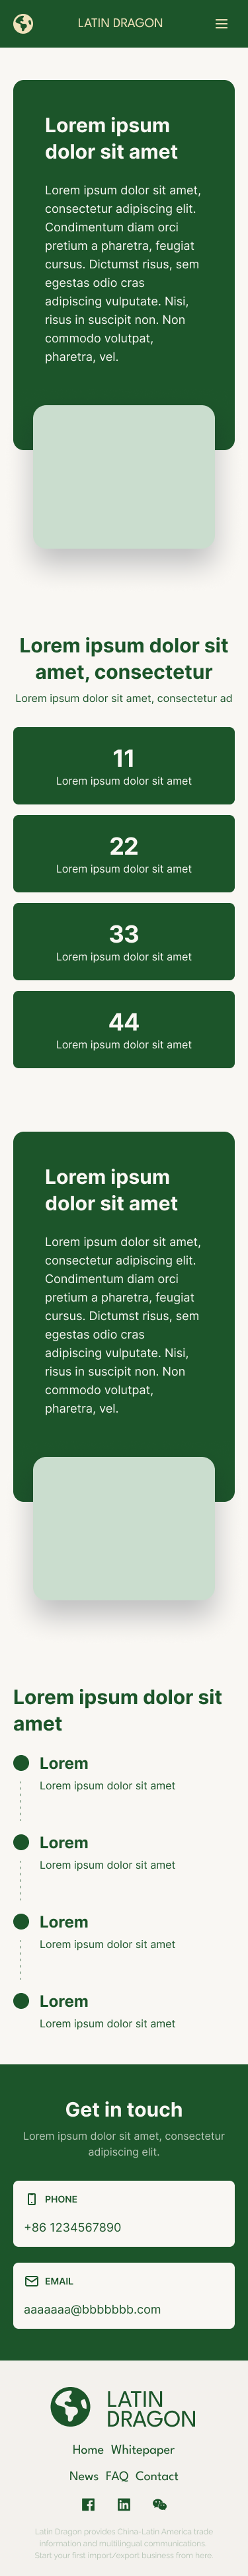 LATIN DRAGON
Lorem ipsum
dolor sit amet
Lorem ipsum dolor sit amet,
consectetur adipiscing elit.
Condimentum diam orci
pretium a pharetra, feugiat
cursus. Dictumst risus, sem
egestas odio cras
adipiscing vulputate. Nisi,
risus in suscipit non. Non
commodo volutpat,
pharetra, vel.
Lorem ipsum dolor sit
amet, consectetur
Lorem ipsum dolor sit amet, consectetur ad
11
Lorem ipsum dolor sit amet
22
Lorem ipsum dolor sit amet
33
Lorem ipsum dolor sit amet
44
Lorem ipsum dolor sit amet
Lorem ipsum
dolor sit amet
Lorem ipsum dolor sit amet,
consectetur adipiscing elit.
Condimentum diam orci
pretium a pharetra, feugiat
cursus. Dictumst risus, sem
egestas odio cras
adipiscing vulputate. Nisi,
risus in suscipit non. Non
commodo volutpat,
pharetra, vel.
Lorem ipsum dolor sit
amet
Lorem
Lorem ipsum dolor sit amet
Lorem
Lorem ipsum dolor sit amet
Lorem
Lorem ipsum dolor sit amet
Lorem
Lorem ipsum dolor sit amet
Get in touch
Lorem ipsum dolor sit amet, consectetur
adipiscing elit.
PHONE
+86 1234567890
EMAIL
aaaaaaa@bbbbbbb.com
LATIN
DRAGON
Home Whitepaper
News FAQ Contact
Latin Dragon provides China-Latin America trade
information and multilingual communications.
Start your first import/export business from here.